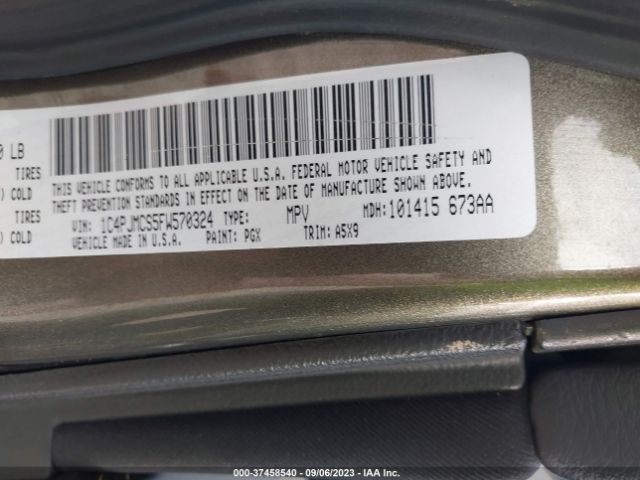 0 LB
TIRES
) COLD
TIRES
) COLD
THIS VEHICLE CONFORMS TO ALL APPLICABLE U.S.A. FEDERAL MOTOR VEHICLE SAFETY AND
THEFT PREVENTION STANDARDS IN EFFECT ON THE DATE OF MANUFACTURE SHOWN ABOVE.
VIN: 1C4PJMCS5FW570324 TYPE: MPV MDH: 101415 673AA
VEHICLE MADE IN U.S.A. PAINT: PGX TRIM: A5X9
000-37458540 - 09/06/2023 - IAA Inc.